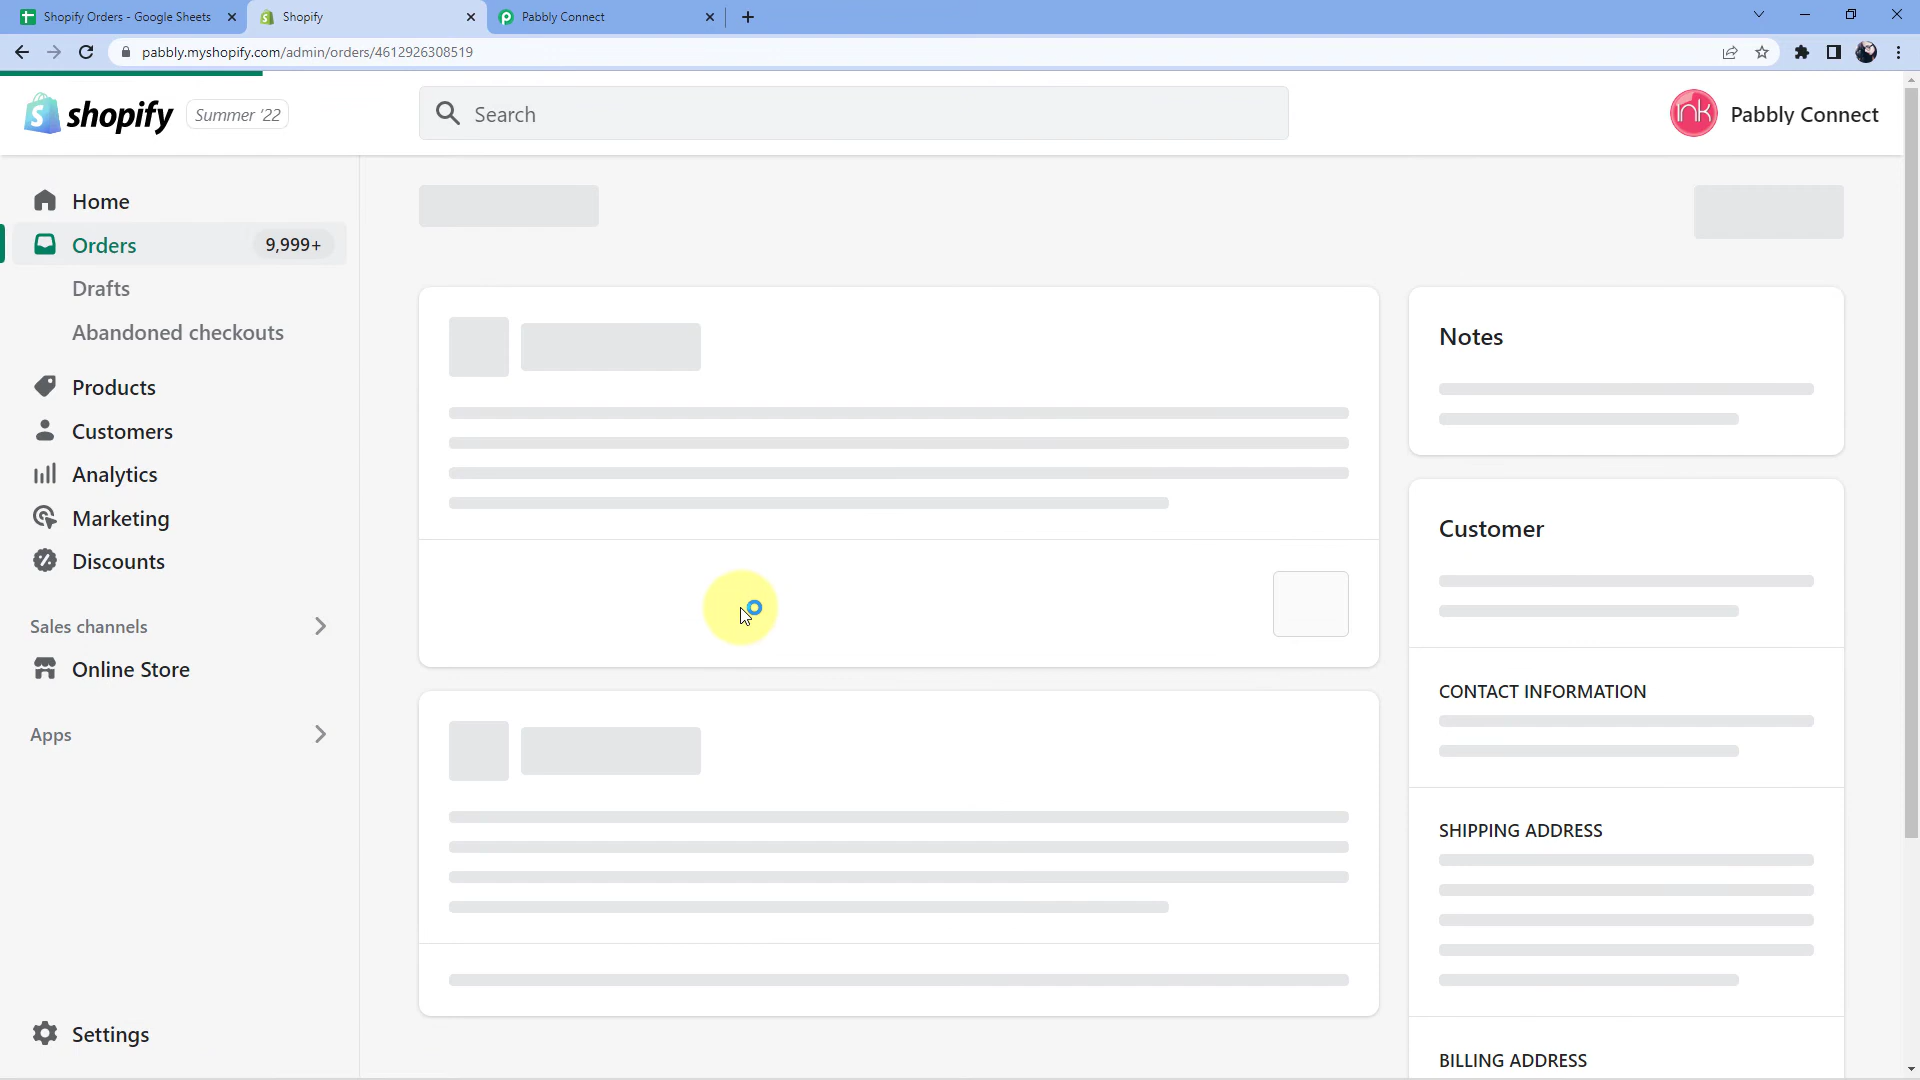 Shopify Orders - Google Sheets
Shopify
Pabbly Connect
pabbly.myshopify.com/admin/orders/4612926308519
shopify
Summer '22
Search
ink
Pabbly Connect
Home
Orders
9,999+
Drafts
Abandoned checkouts
Products
Customers
Analytics
Marketing
Discounts
Sales channels
Online Store
Apps
Settings
Notes
Customer
CONTACT INFORMATION
SHIPPING ADDRESS
BILLING ADDRESS